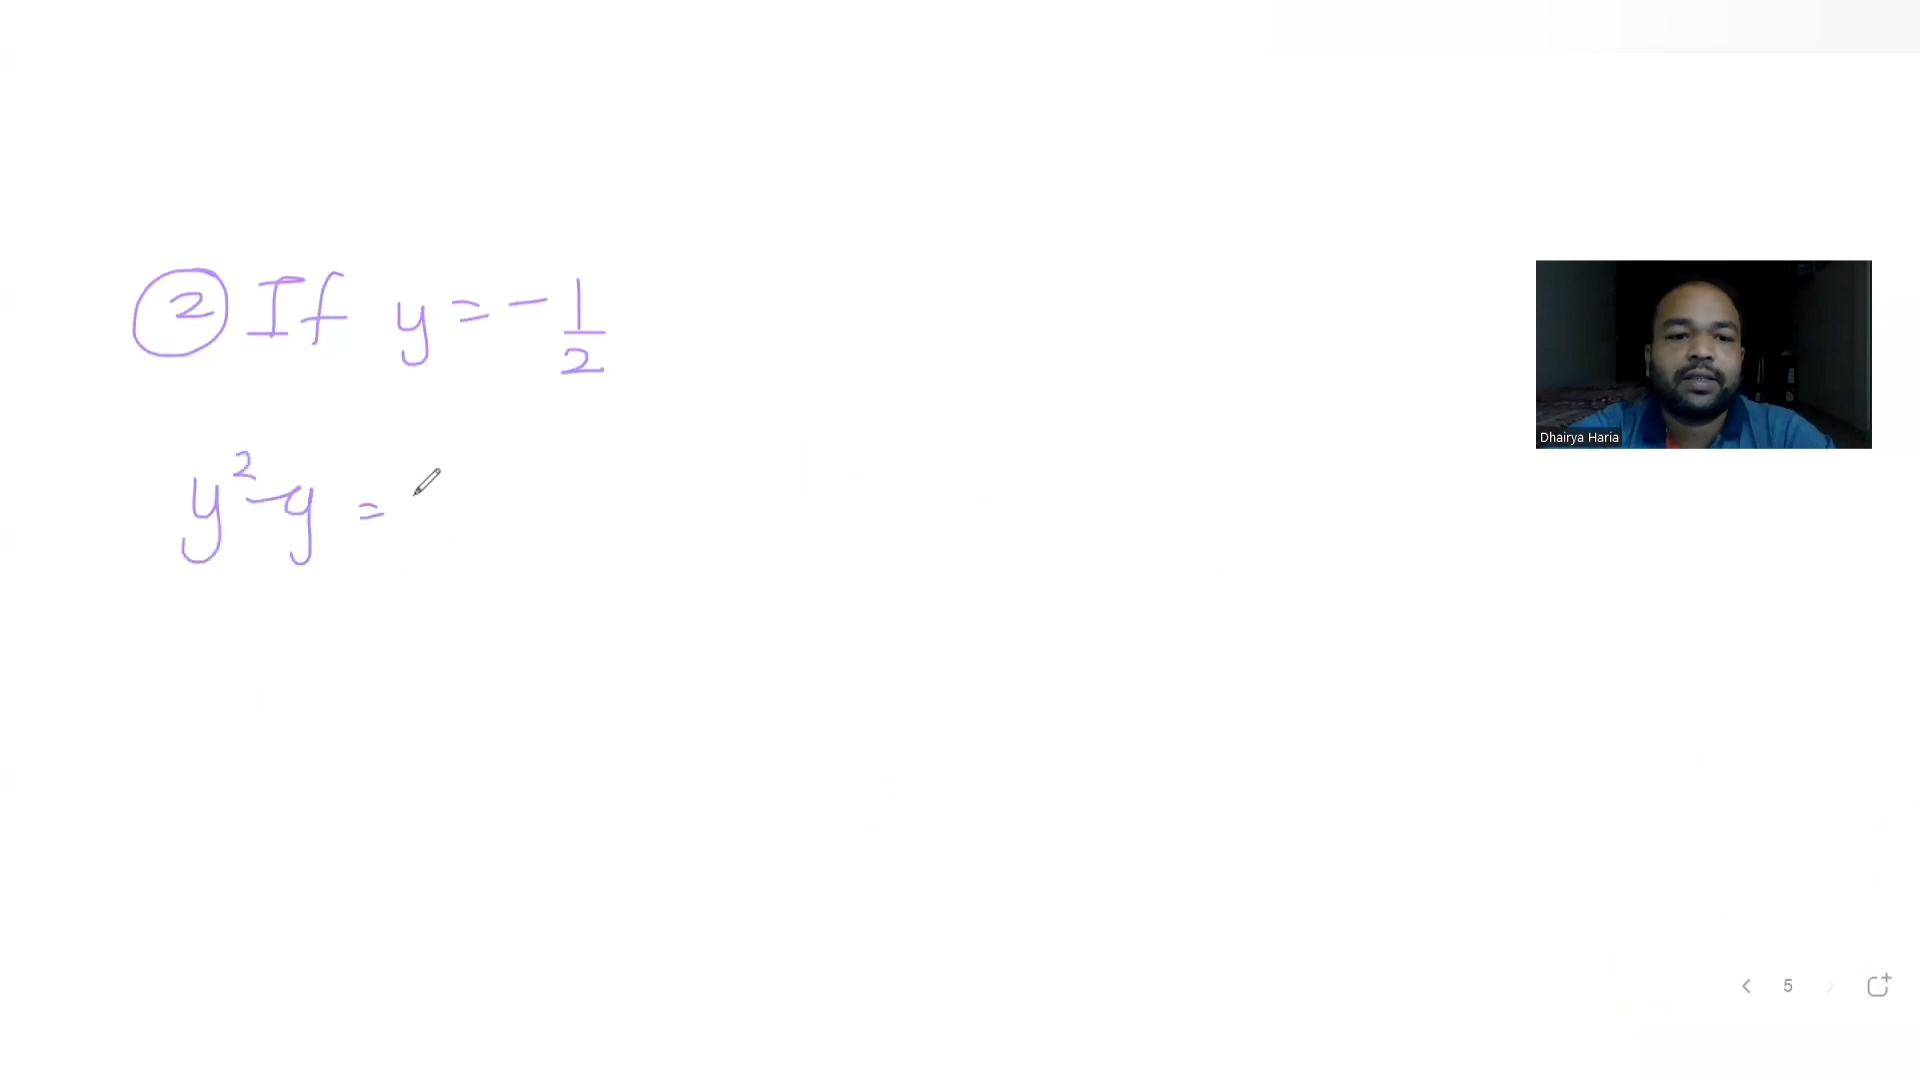 ② If y = -1/2
y² - y =
Dhairya Haria
5